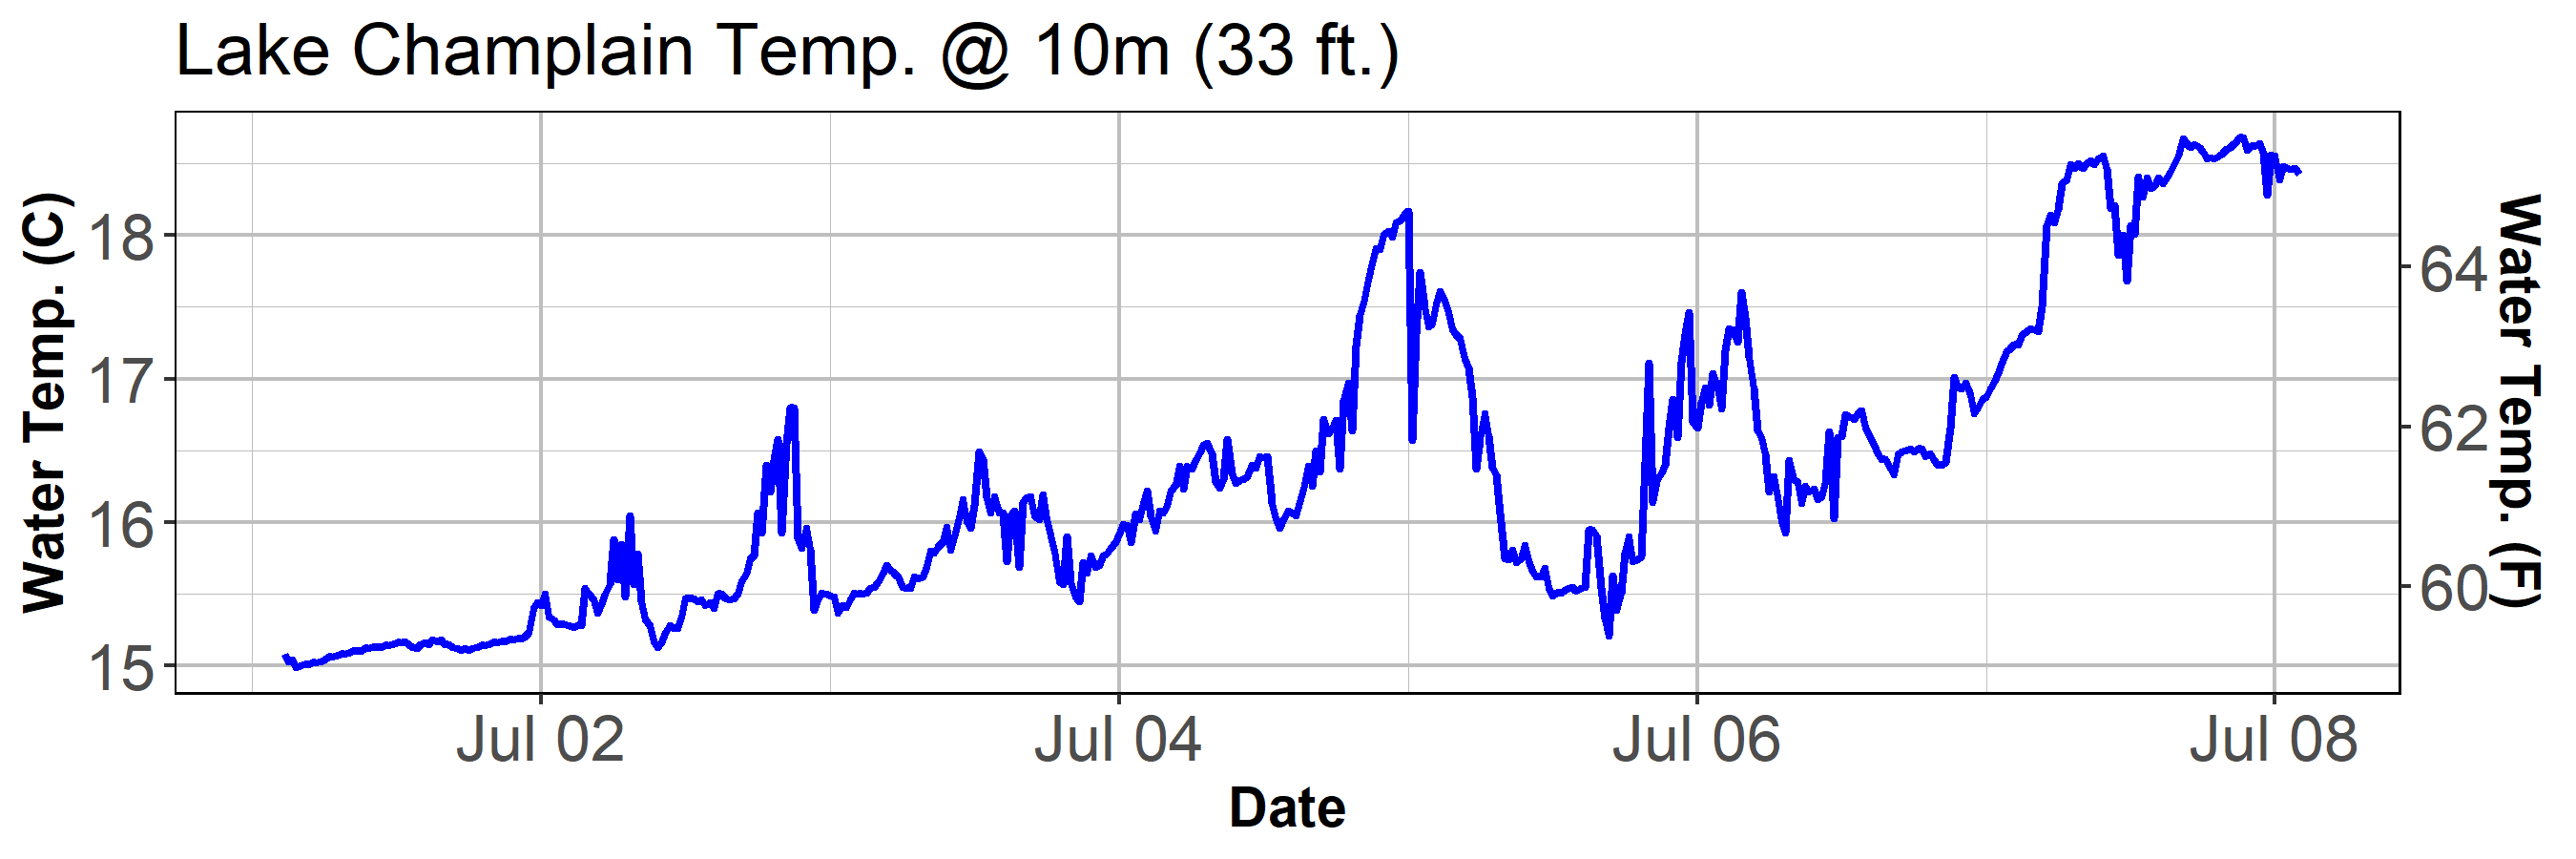 Lake Champlain Temp. @ 10m (33 ft.)
Water Temp. (C)
18
17
16
15
64
62
60
Water Temp. (F)
Jul 02
Jul 04
Jul 06
Jul 08
Date